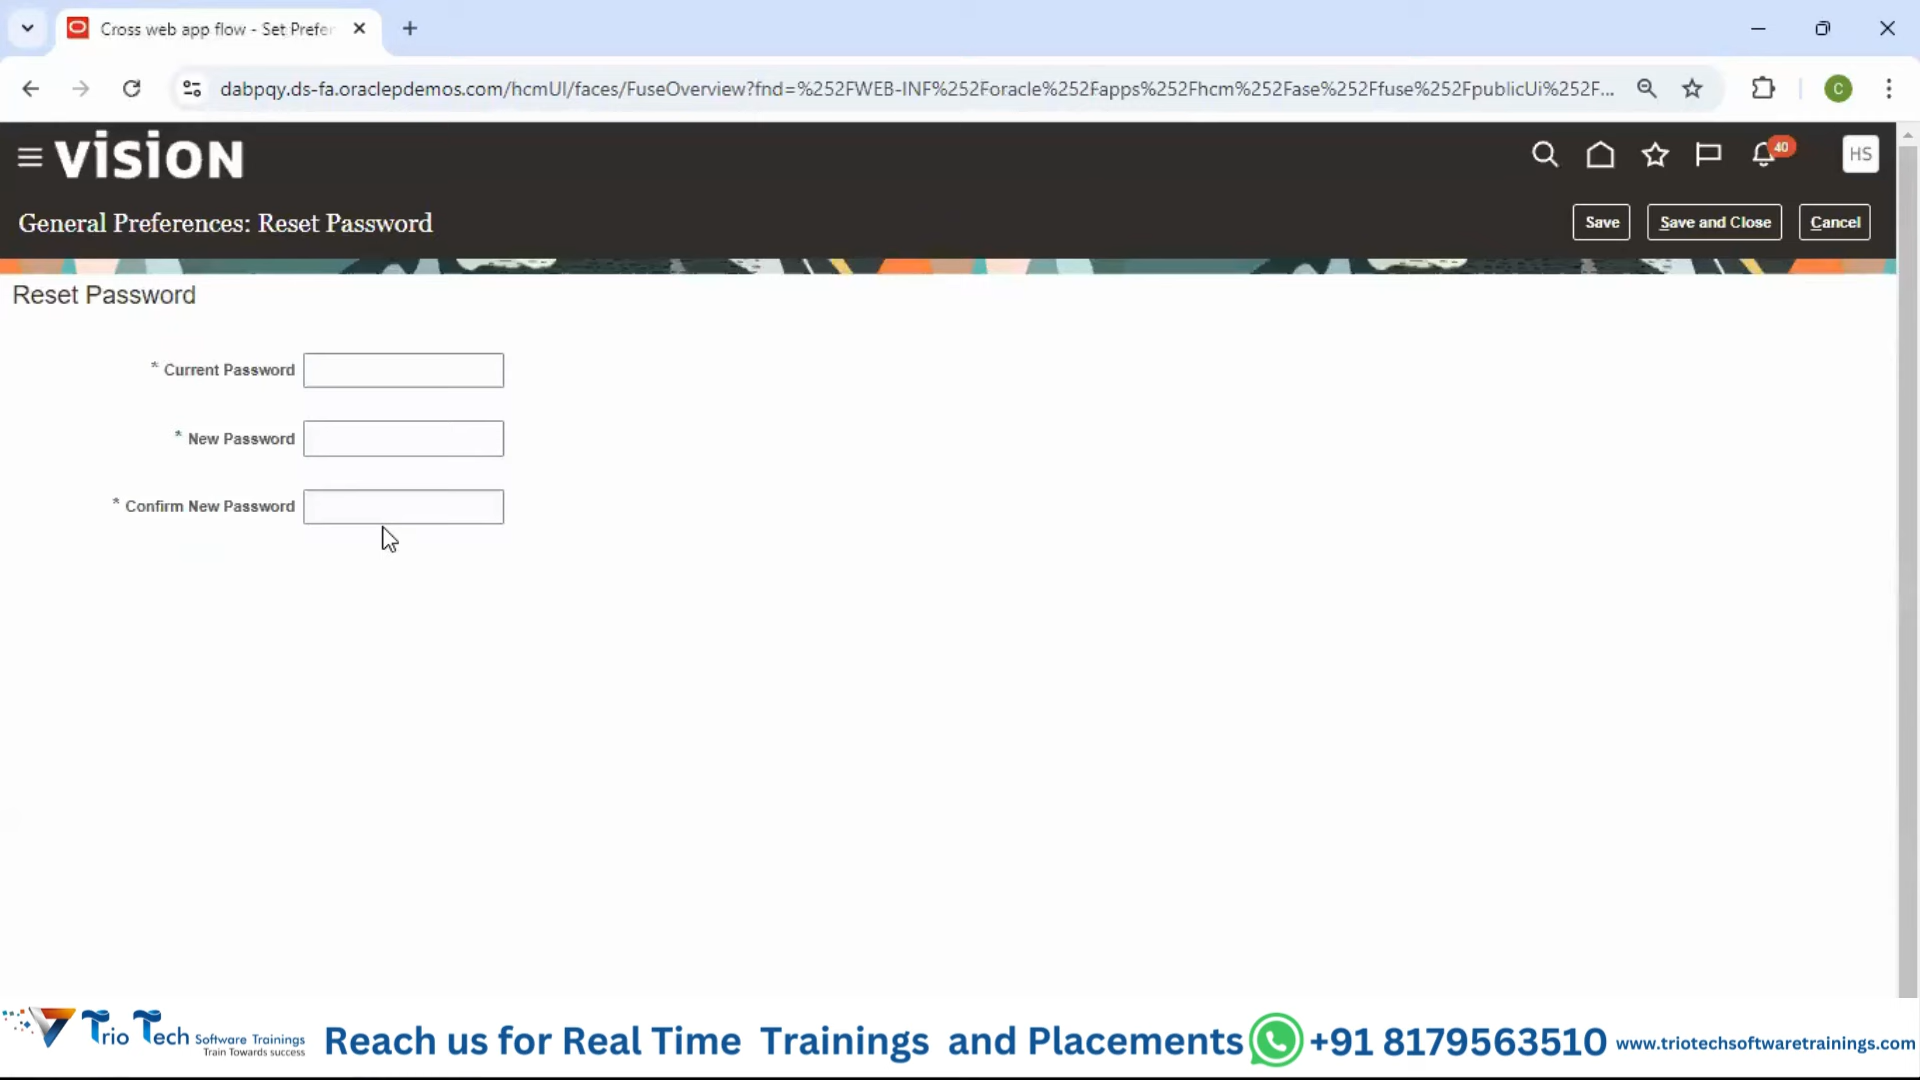 Cross web app flow - Set Prefer
dabpqy.ds-fa.oraclepdemos.com/hcmUI/faces/FuseOverview?fnd=%252FWEB-INF%252Foracle%252Fapps%252Fhcm%252Fase%252Ffuse%252FpublicUi%252F...
C
VISION
40
HS
General Preferences: Reset Password
Save
Save and Close
Cancel
Reset Password
* Current Password
* New Password
* Confirm New Password
Trio Tech Software Trainings
Train Towards success
Reach us for Real Time Trainings and Placements
+91 8179563510
www.triotechsoftwaretrainings.com